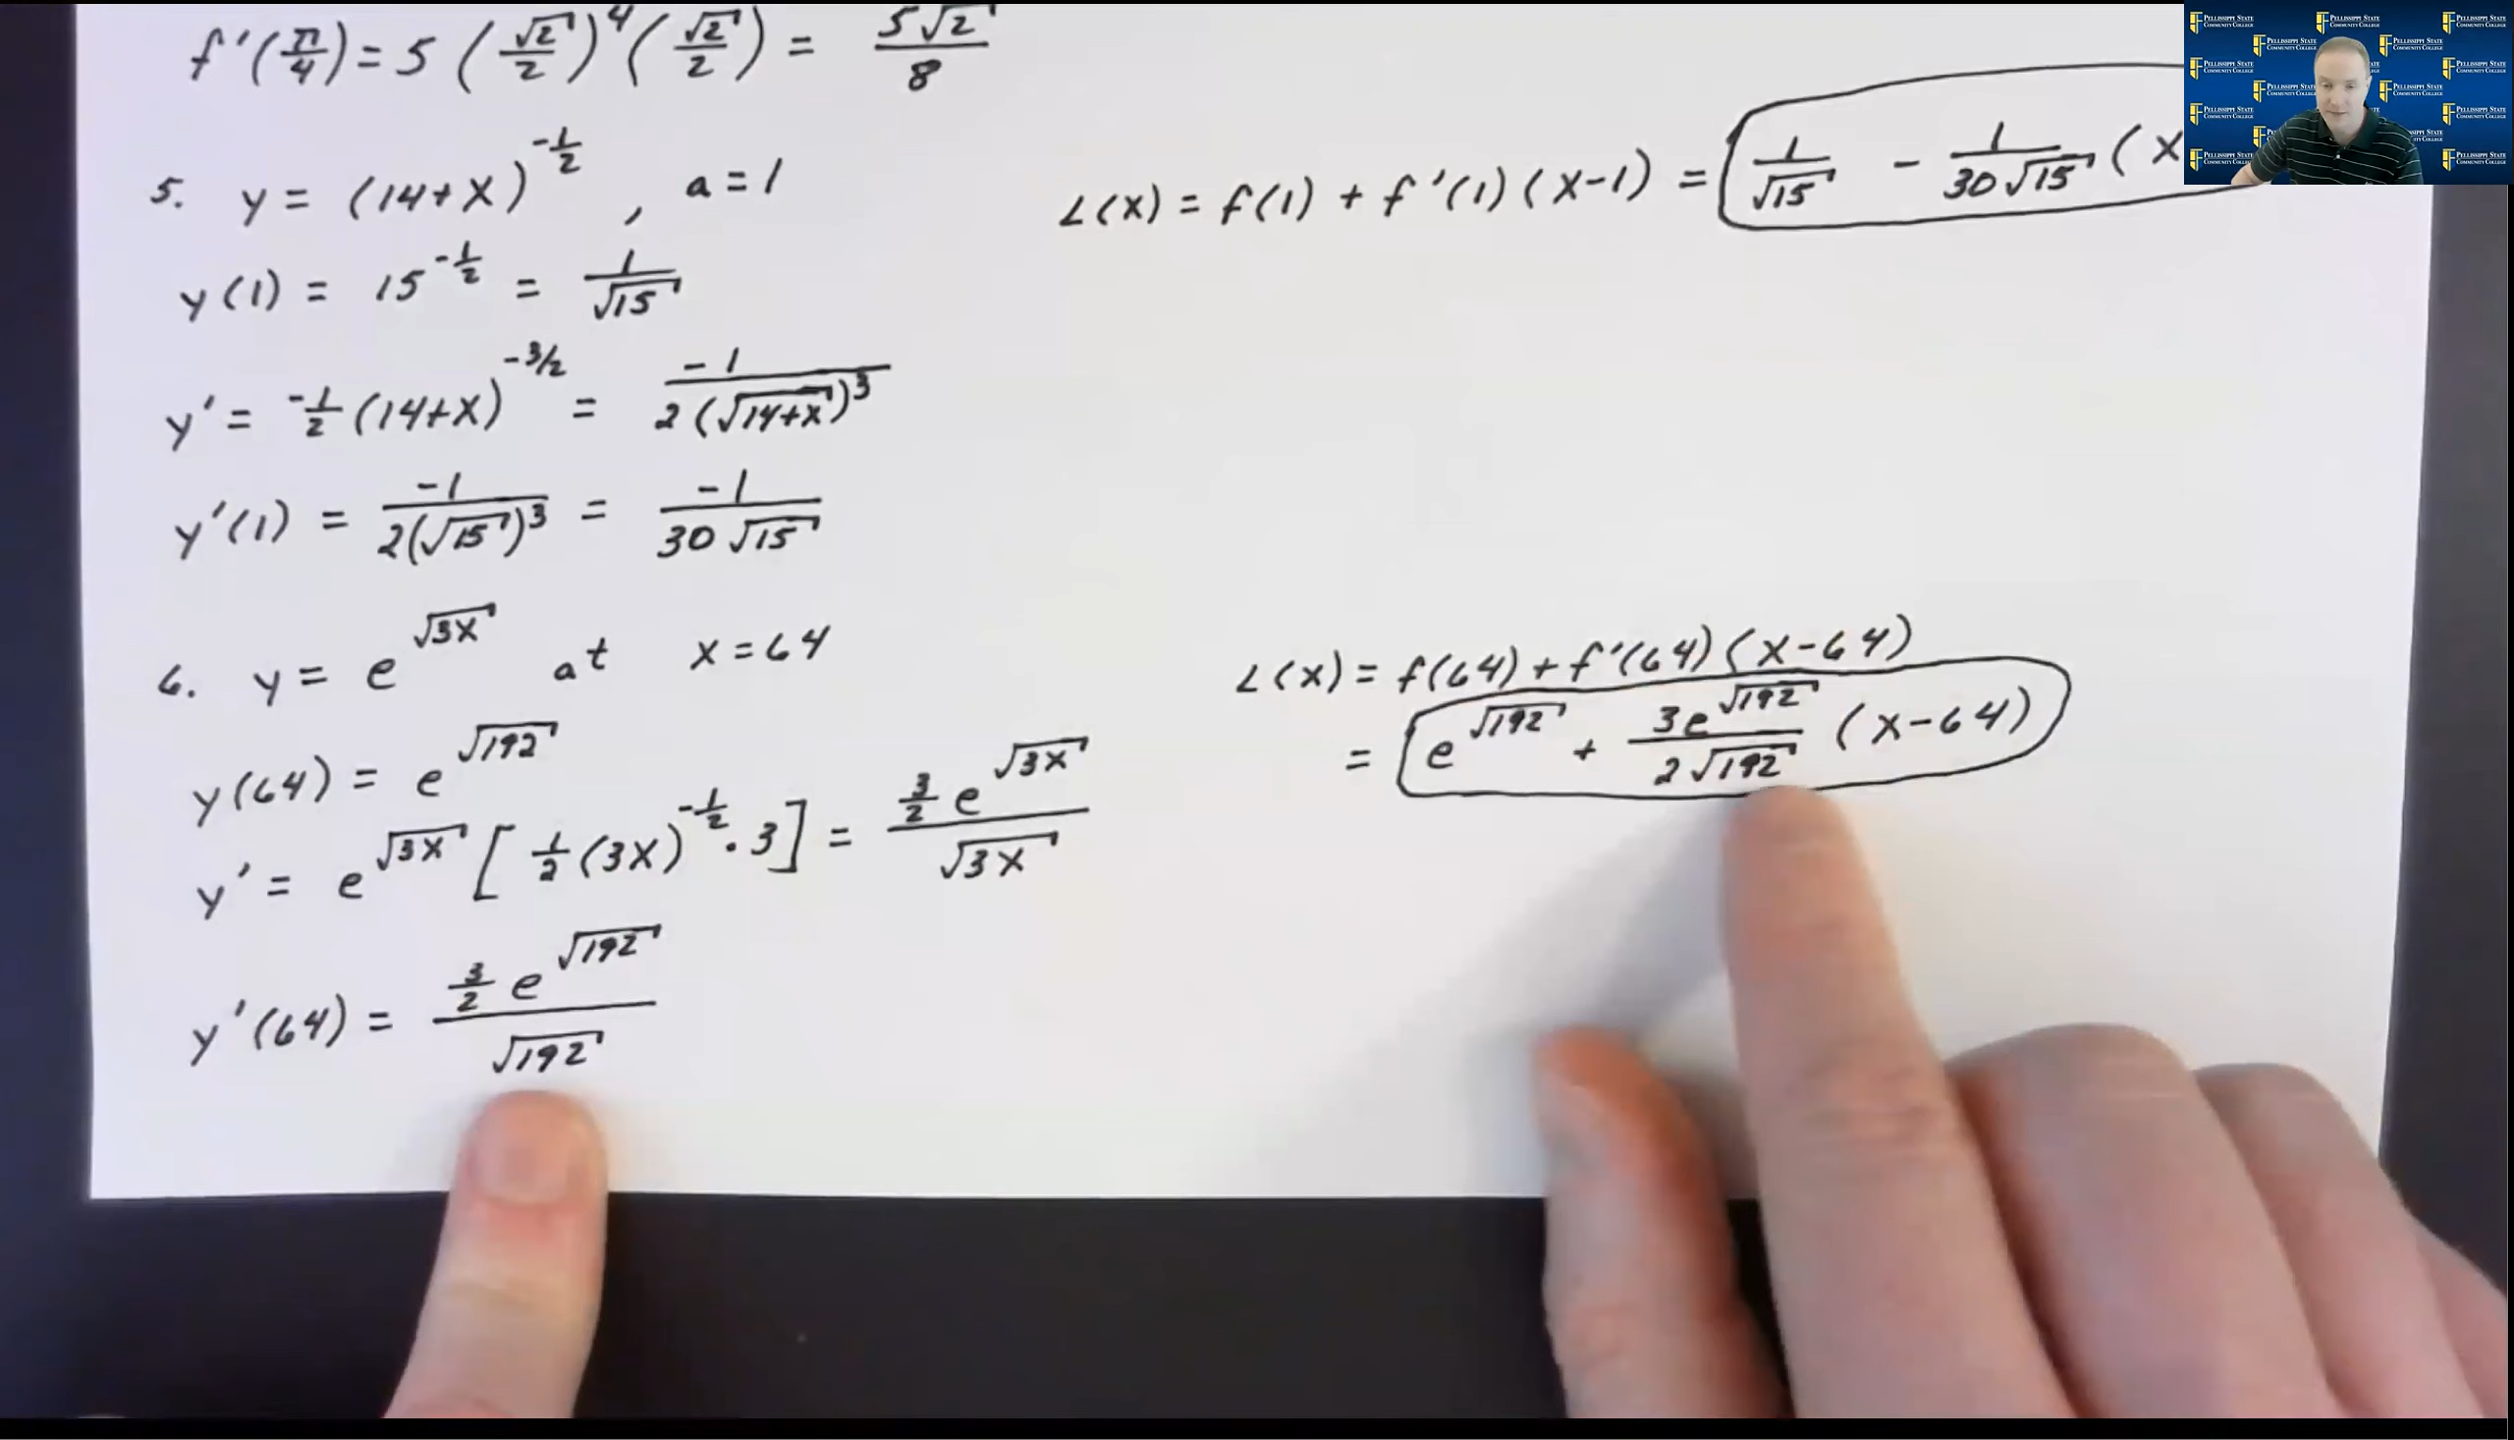 f'(π/4) = 5 (√2/2)^4 (√2/2) = 5√2/8
5. y = (14+x)^(-1/2), a=1
L(x) = f(1) + f'(1)(x-1) = 1/√15 - 1/(30√15) (x
y(1) = 15^(-1/2) = 1/√15
y' = -1/2 (14+x)^(-3/2) = -1/(2(√(14+x))^3)
y'(1) = -1/(2(√15)^3) = -1/(30√15)
6. y = e^(√(3x)) at x=64
L(x) = f(64) + f'(64)(x-64)
= e^(√192) + (3e^(√192))/(2√192) (x-64)
y(64) = e^(√192)
y' = e^(√(3x)) [1/2 (3x)^(-1/2) · 3] = (3/2 e^(√(3x)))/√(3x)
y'(64) = (3/2 e^(√192))/√192
PELLISSIPPI STATE
COMMUNITY COLLEGE